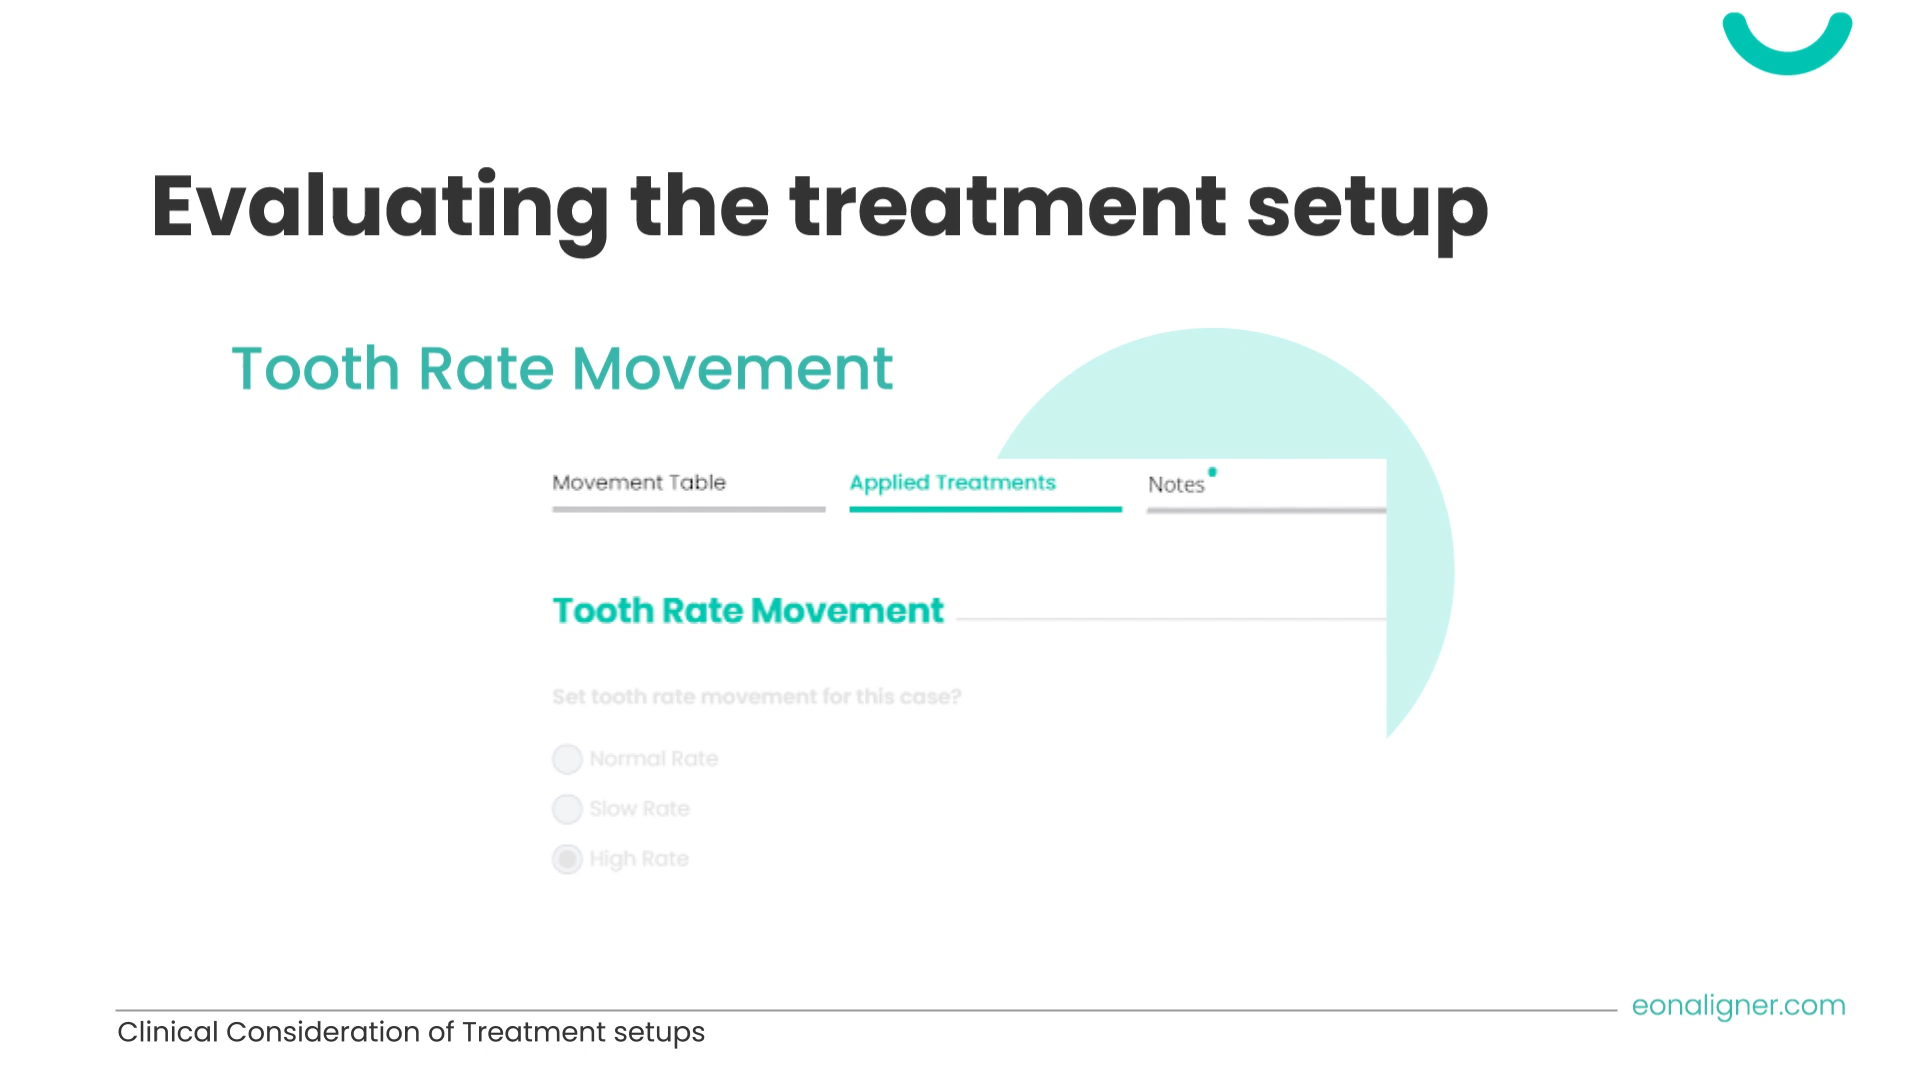 Evaluating the treatment setup
Tooth Rate Movement
Movement Table
Applied Treatments
Notes
Tooth Rate Movement
Set tooth rate movement for this case?
Normal Rate
Slow Rate
High Rate
eonaligner.com
Clinical Consideration of Treatment setups